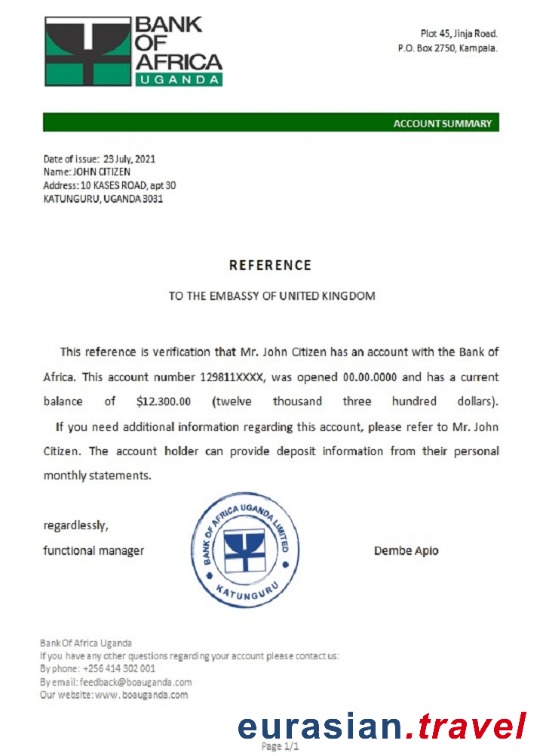 BANK
OF
AFRICA
UGANDA
Plot 45, Jinja Road.
P.O. Box 2750, Kampala.
ACCOUNT SUMMARY
Date of issue: 23 July, 2021
Name: JOHN CITIZEN
Address: 10 KASES ROAD, apt 30
KATUNGURU, UGANDA 3031
REFERENCE
TO THE EMBASSY OF UNITED KINGDOM
This reference is verification that Mr. John Citizen has an account with the Bank of
Africa. This account number 129811XXXX, was opened 00.00.0000 and has a current
balance of $12.300.00 (twelve thousand three hundred dollars).
If you need additional information regarding this account, please refer to Mr. John
Citizen. The account holder can provide deposit information from their personal
monthly statements.
regardlessly,
functional manager
BANK OF AFRICA UGANDA LIMITED
KATUNGURU
Dembe Apio
Bank Of Africa Uganda
If you have any other questions regarding your account please contact us:
By phone: +256 414 302 001
By email: feedback@boauganda.com
Our website: www. boauganda.com
eurasian.travel
Page 1/1